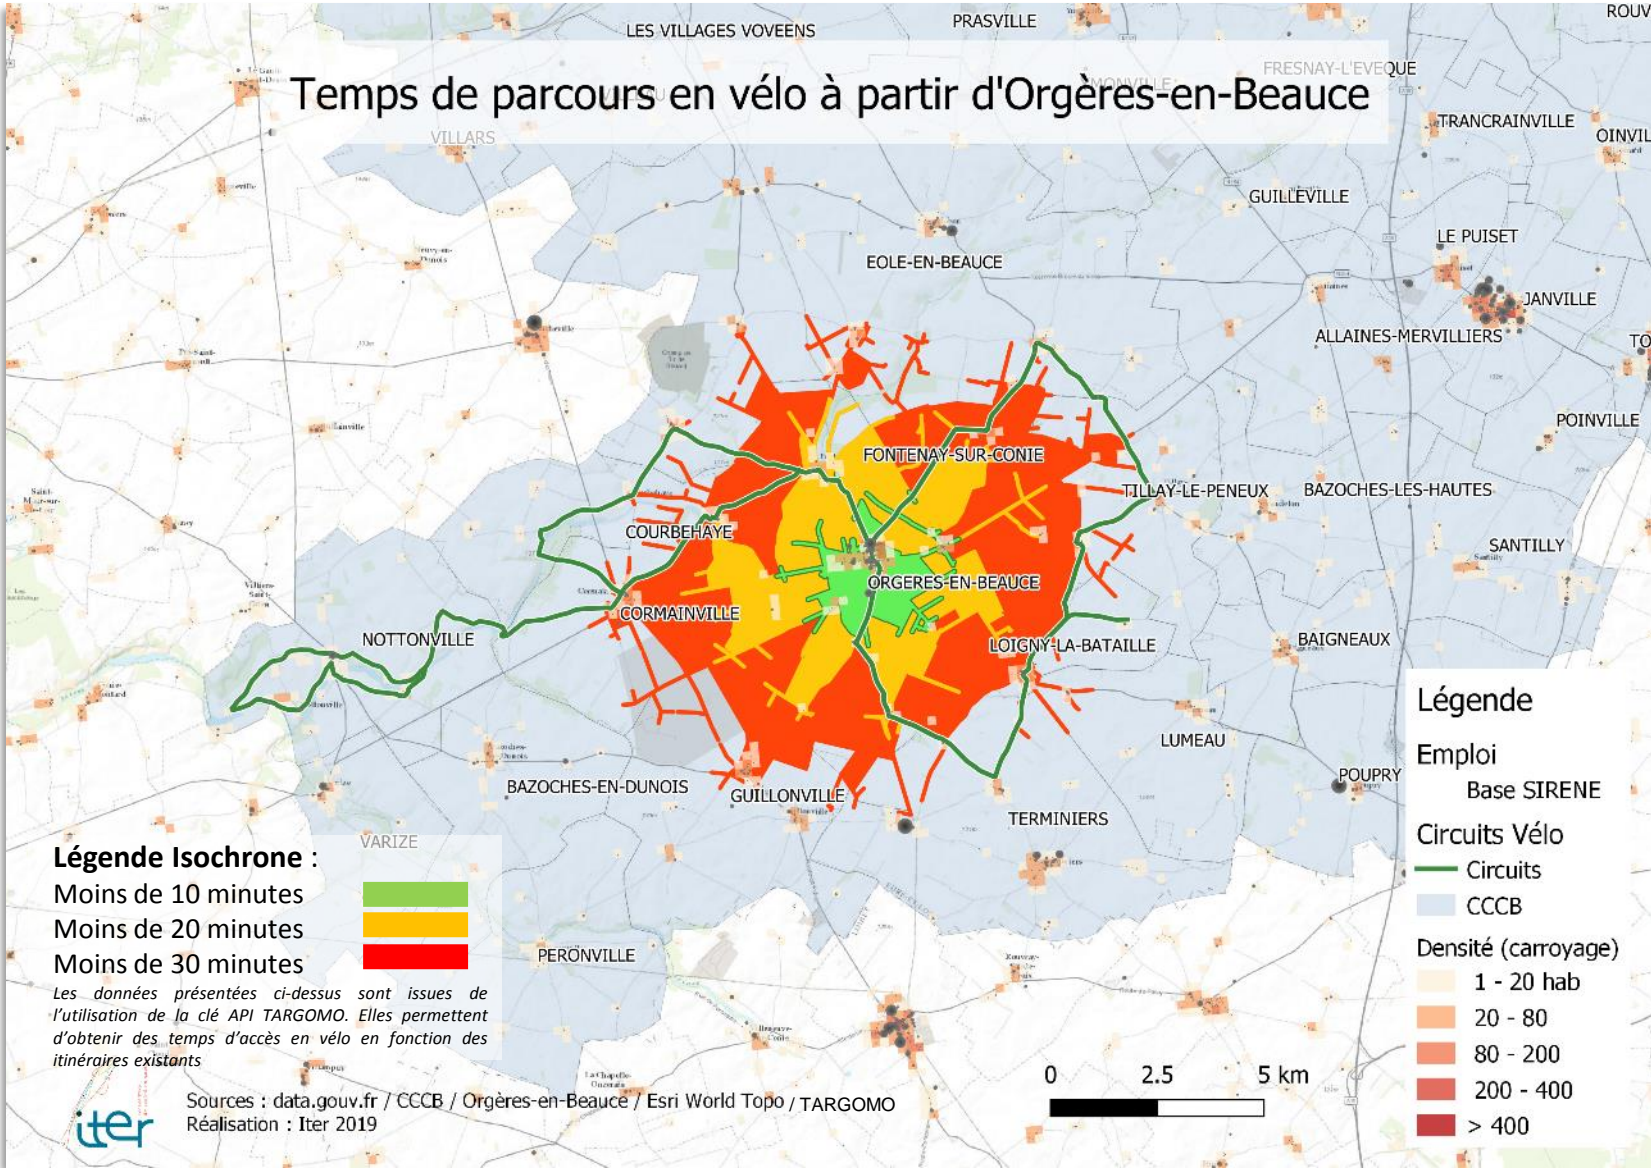 LES VILLAGES VOVEENS
PRASVILLE
Temps de parcours en vélo à partir d'Orgères-en-Beauce
FRESNAY-L'EVEQUE
VILLARS
TRANCRAINVILLE
GUILLEVILLE
LE PUISET
EOLE-EN-BEAUCE
JANVILLE
ALLAINES-MERVILLIERS
POINVILLE
FONTENAY-SUR-CONIE
TILLAY-LE-PENEUX
BAZOCHES-LES-HAUTES
COURBEHAYE
SANTILLY
ORGERES-EN-BEAUCE
CORMAINVILLE
NOTTONVILLE
LOIGNY-LA-BATAILLE
BAIGNEAUX
LUMEAU
BAZOCHES-EN-DUNOIS
GUILLONVILLE
POUPRY
TERMINIERS
VARIZE
PERONVILLE
Légende Isochrone :
Moins de 10 minutes
Moins de 20 minutes
Moins de 30 minutes
Les données présentées ci-dessus sont issues de
l'utilisation de la clé API TARGOMO. Elles permettent
d'obtenir des temps d'accès en vélo en fonction des
itinéraires existants
iter
Sources : data.gouv.fr / CCCB / Orgères-en-Beauce / Esri World Topo / TARGOMO
Réalisation : Iter 2019
0 2.5 5 km
Légende
Emploi
Base SIRENE
Circuits Vélo
Circuits
CCCB
Densité (carroyage)
1 - 20 hab
20 - 80
80 - 200
200 - 400
> 400